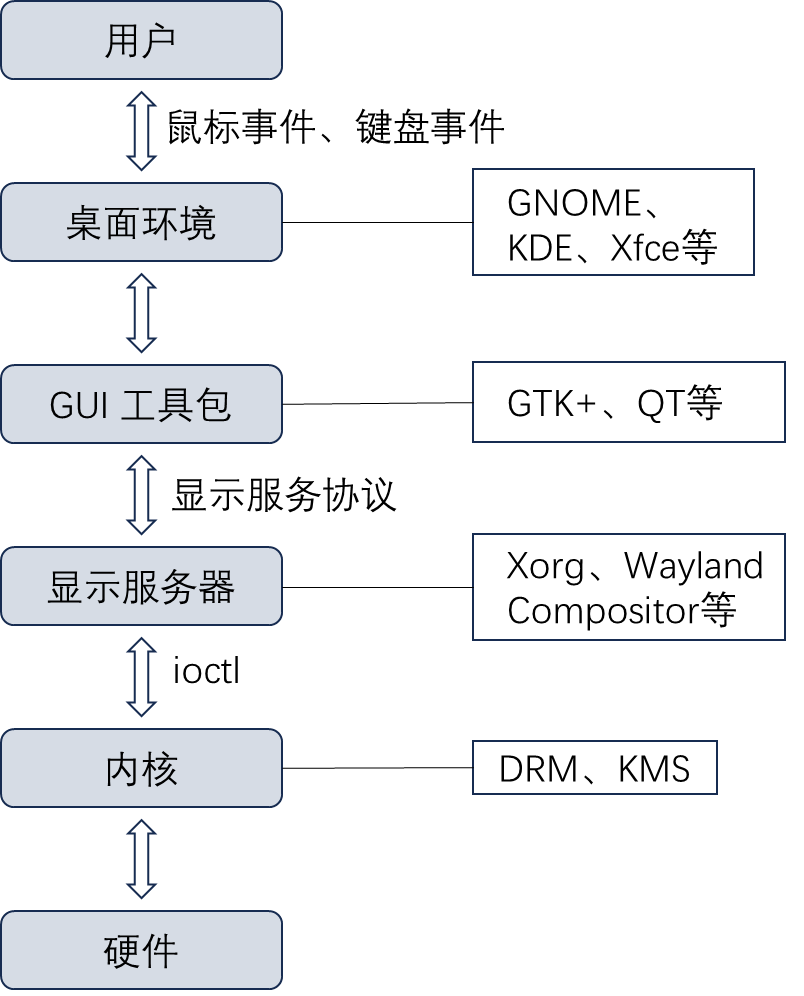 用户
鼠标事件、键盘事件
桌面环境
GNOME、
KDE、Xfce等
GUI 工具包
GTK+、QT等
显示服务协议
显示服务器
Xorg、Wayland
Compositor等
ioctl
内核
DRM、KMS
硬件